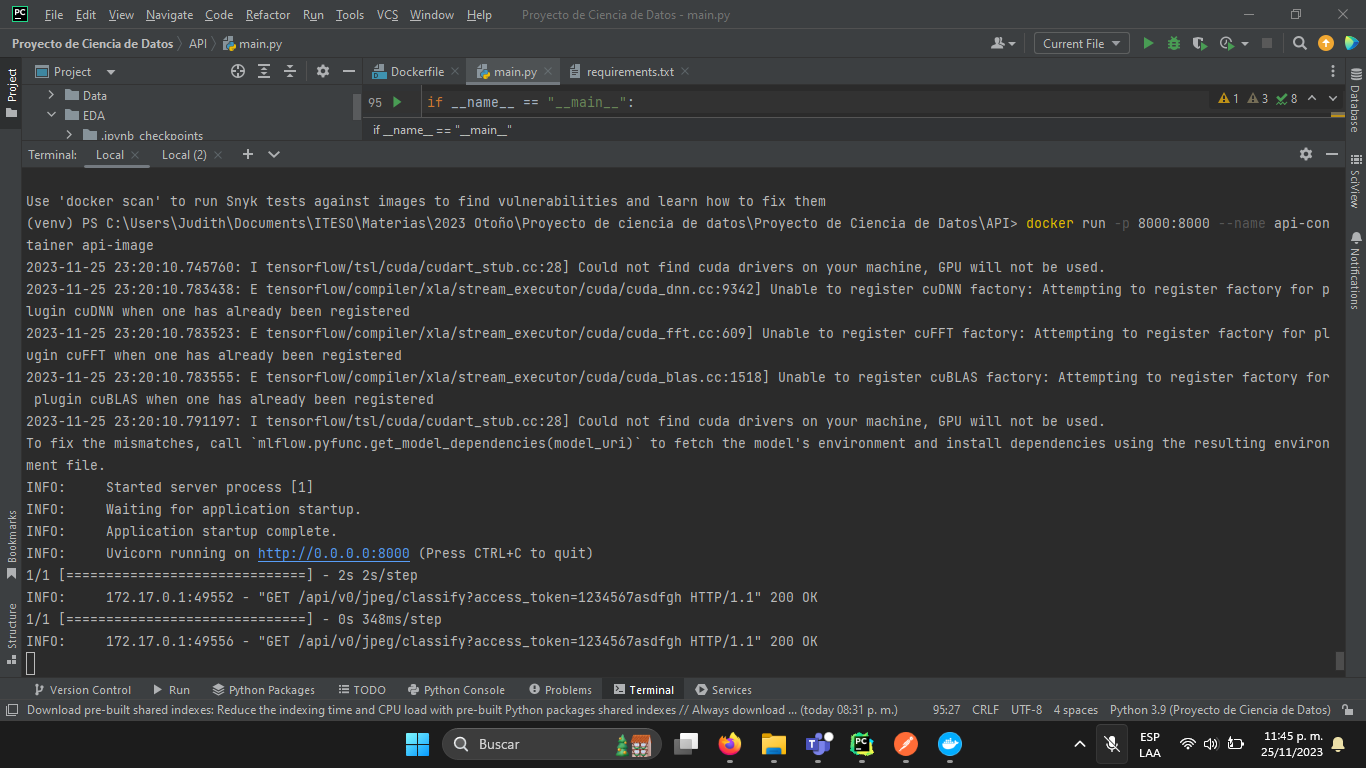 PC File Edit View Navigate Code Refactor Run Tools VCS Window Help Proyecto de Ciencia de Datos - main.py
Proyecto de Ciencia de Datos API main.py Current File
Project Dockerfile main.py requirements.txt
Project
Data
EDA
.ipynb_checkpoints
95 if __name__ == "__main__": 1 3 8
if __name__ == "__main__"
Database
SciView
Notifications
Terminal: Local Local (2)
Use 'docker scan' to run Snyk tests against images to find vulnerabilities and learn how to fix them
(venv) PS C:\Users\Judith\Documents\ITESO\Materias\2023 Otoño\Proyecto de ciencia de datos\Proyecto de Ciencia de Datos\API> docker run -p 8000:8000 --name api-con
tainer api-image
2023-11-25 23:20:10.745760: I tensorflow/tsl/cuda/cudart_stub.cc:28] Could not find cuda drivers on your machine, GPU will not be used.
2023-11-25 23:20:10.783438: E tensorflow/compiler/xla/stream_executor/cuda/cuda_dnn.cc:9342] Unable to register cuDNN factory: Attempting to register factory for p
lugin cuDNN when one has already been registered
2023-11-25 23:20:10.783523: E tensorflow/compiler/xla/stream_executor/cuda/cuda_fft.cc:609] Unable to register cuFFT factory: Attempting to register factory for pl
ugin cuFFT when one has already been registered
2023-11-25 23:20:10.783555: E tensorflow/compiler/xla/stream_executor/cuda/cuda_blas.cc:1518] Unable to register cuBLAS factory: Attempting to register factory for
plugin cuBLAS when one has already been registered
2023-11-25 23:20:10.791197: I tensorflow/tsl/cuda/cudart_stub.cc:28] Could not find cuda drivers on your machine, GPU will not be used.
To fix the mismatches, call `mlflow.pyfunc.get_model_dependencies(model_uri)` to fetch the model's environment and install dependencies using the resulting environ
ment file.
INFO:     Started server process [1]
INFO:     Waiting for application startup.
INFO:     Application startup complete.
INFO:     Uvicorn running on http://0.0.0.0:8000 (Press CTRL+C to quit)
1/1 [==============================] - 2s 2s/step
INFO:     172.17.0.1:49552 - "GET /api/v0/jpeg/classify?access_token=1234567asdfgh HTTP/1.1" 200 OK
1/1 [==============================] - 0s 348ms/step
INFO:     172.17.0.1:49556 - "GET /api/v0/jpeg/classify?access_token=1234567asdfgh HTTP/1.1" 200 OK
Bookmarks
Structure
Version Control Run Python Packages TODO Python Console Problems Terminal Services
Download pre-built shared indexes: Reduce the indexing time and CPU load with pre-built Python packages shared indexes // Always download ... (today 08:31 p. m.) 95:27 CRLF UTF-8 4 spaces Python 3.9 (Proyecto de Ciencia de Datos)
Buscar
PC
ESP
LAA
11:45 p. m.
25/11/2023